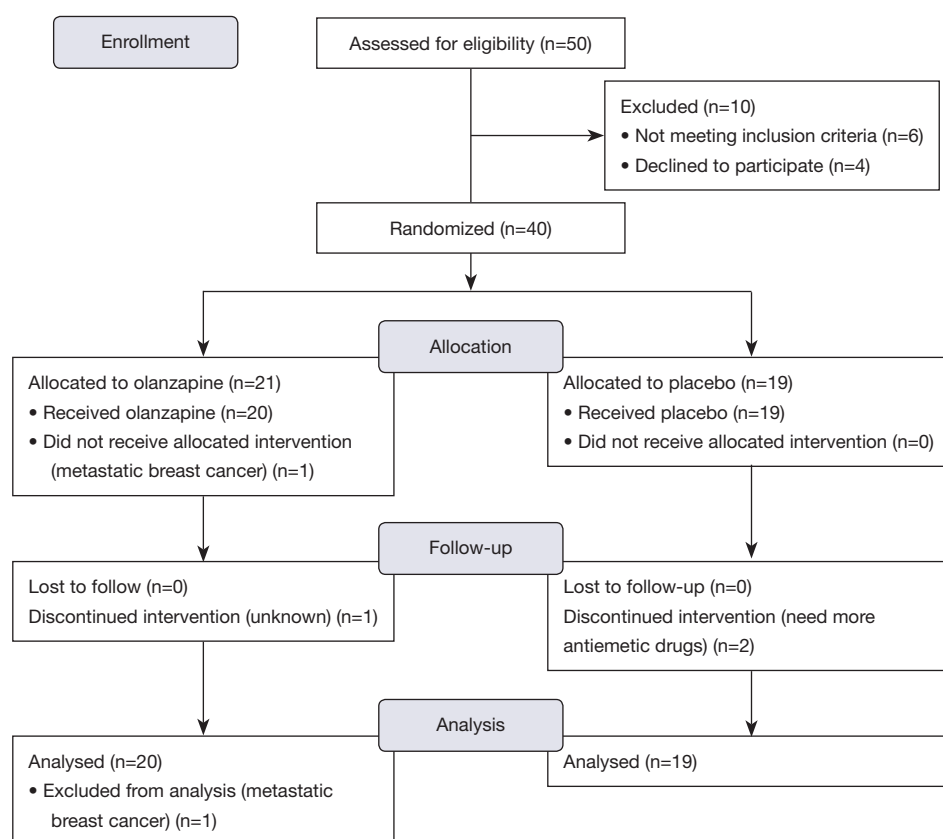 Enrollment
Assessed for eligibility (n=50)
Excluded (n=10)
• Not meeting inclusion criteria (n=6)
• Declined to participate (n=4)
Randomized (n=40)
Allocation
Allocated to olanzapine (n=21)
• Received olanzapine (n=20)
• Did not receive allocated intervention
(metastatic breast cancer) (n=1)
Allocated to placebo (n=19)
• Received placebo (n=19)
• Did not receive allocated intervention (n=0)
Follow-up
Lost to follow (n=0)
Discontinued intervention (unknown) (n=1)
Lost to follow-up (n=0)
Discontinued intervention (need more
antiemetic drugs) (n=2)
Analysis
Analysed (n=20)
• Excluded from analysis (metastatic
breast cancer) (n=1)
Analysed (n=19)